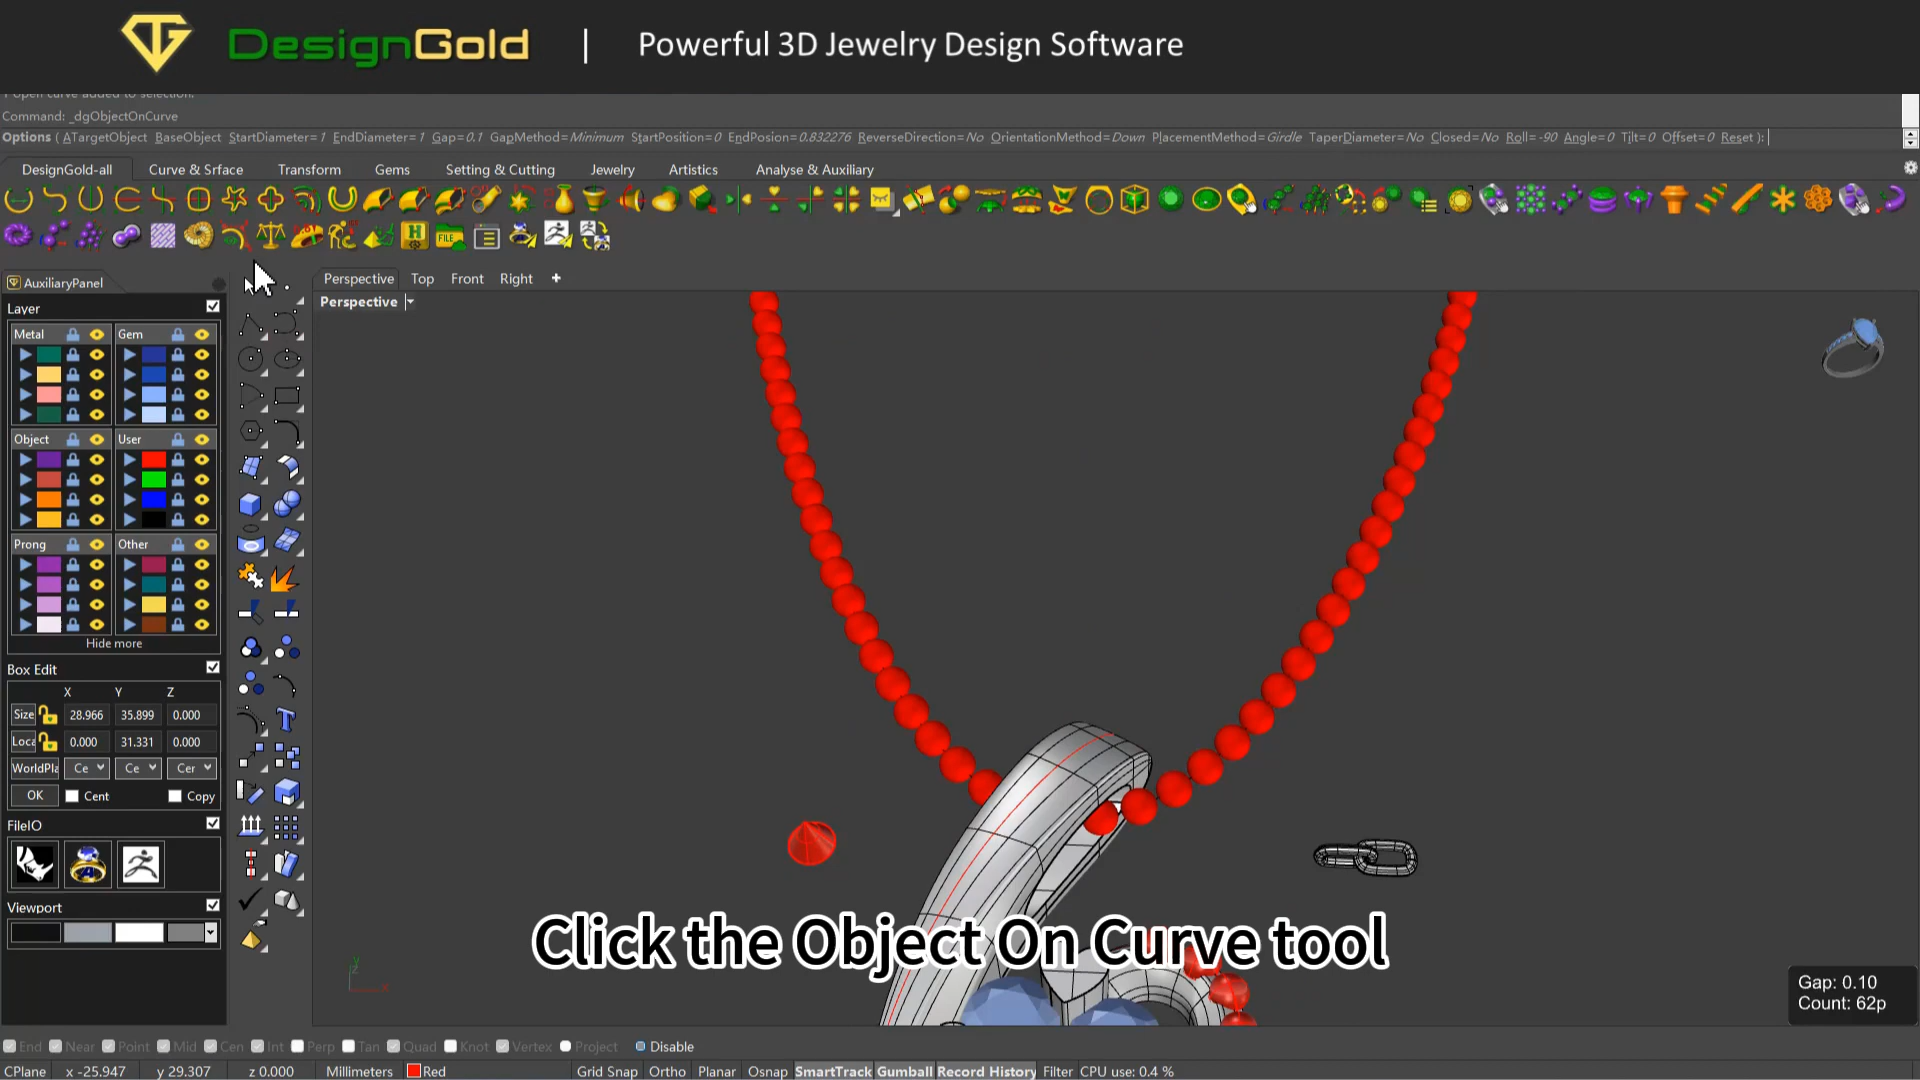 DesignGold | Powerful 3D Jewelry Design Software
1 open curve added to selection.
Command: _dgObjectOnCurve
Options ( ATargetObject BaseObject StartDiameter=1 EndDiameter=1 Gap=0.1 GapMethod=Minimum StartPosition=0 EndPosion=0.832276 ReverseDirection=No OrientationMethod=Down PlacementMethod=Girdle TaperDiameter=No Closed=No Roll=-90 Angle=0 Tilt=0 Offset=0 Reset ):
DesignGold-all Curve & Srface Transform Gems Setting & Cutting Jewelry Artistics Analyse & Auxiliary
H FILE
AuxiliaryPanel
Perspective Top Front Right +
Perspective
Layer
Metal Gem
Object User
Prong Other
Hide more
Box Edit
X Y Z
Size 28.966 35.899 0.000
Loca 0.000 31.331 0.000
WorldPla Ce Ce Cer
OK Cent Copy
FileIO
Viewport
Click the Object On Curve tool
Gap: 0.10
Count: 62p
End Near Point Mid Cen Int Perp Tan Quad Knot Vertex Project Disable
CPlane x -25.947 y 29.307 z 0.000 Millimeters Red Grid Snap Ortho Planar Osnap SmartTrack Gumball Record History Filter CPU use: 0.4 %